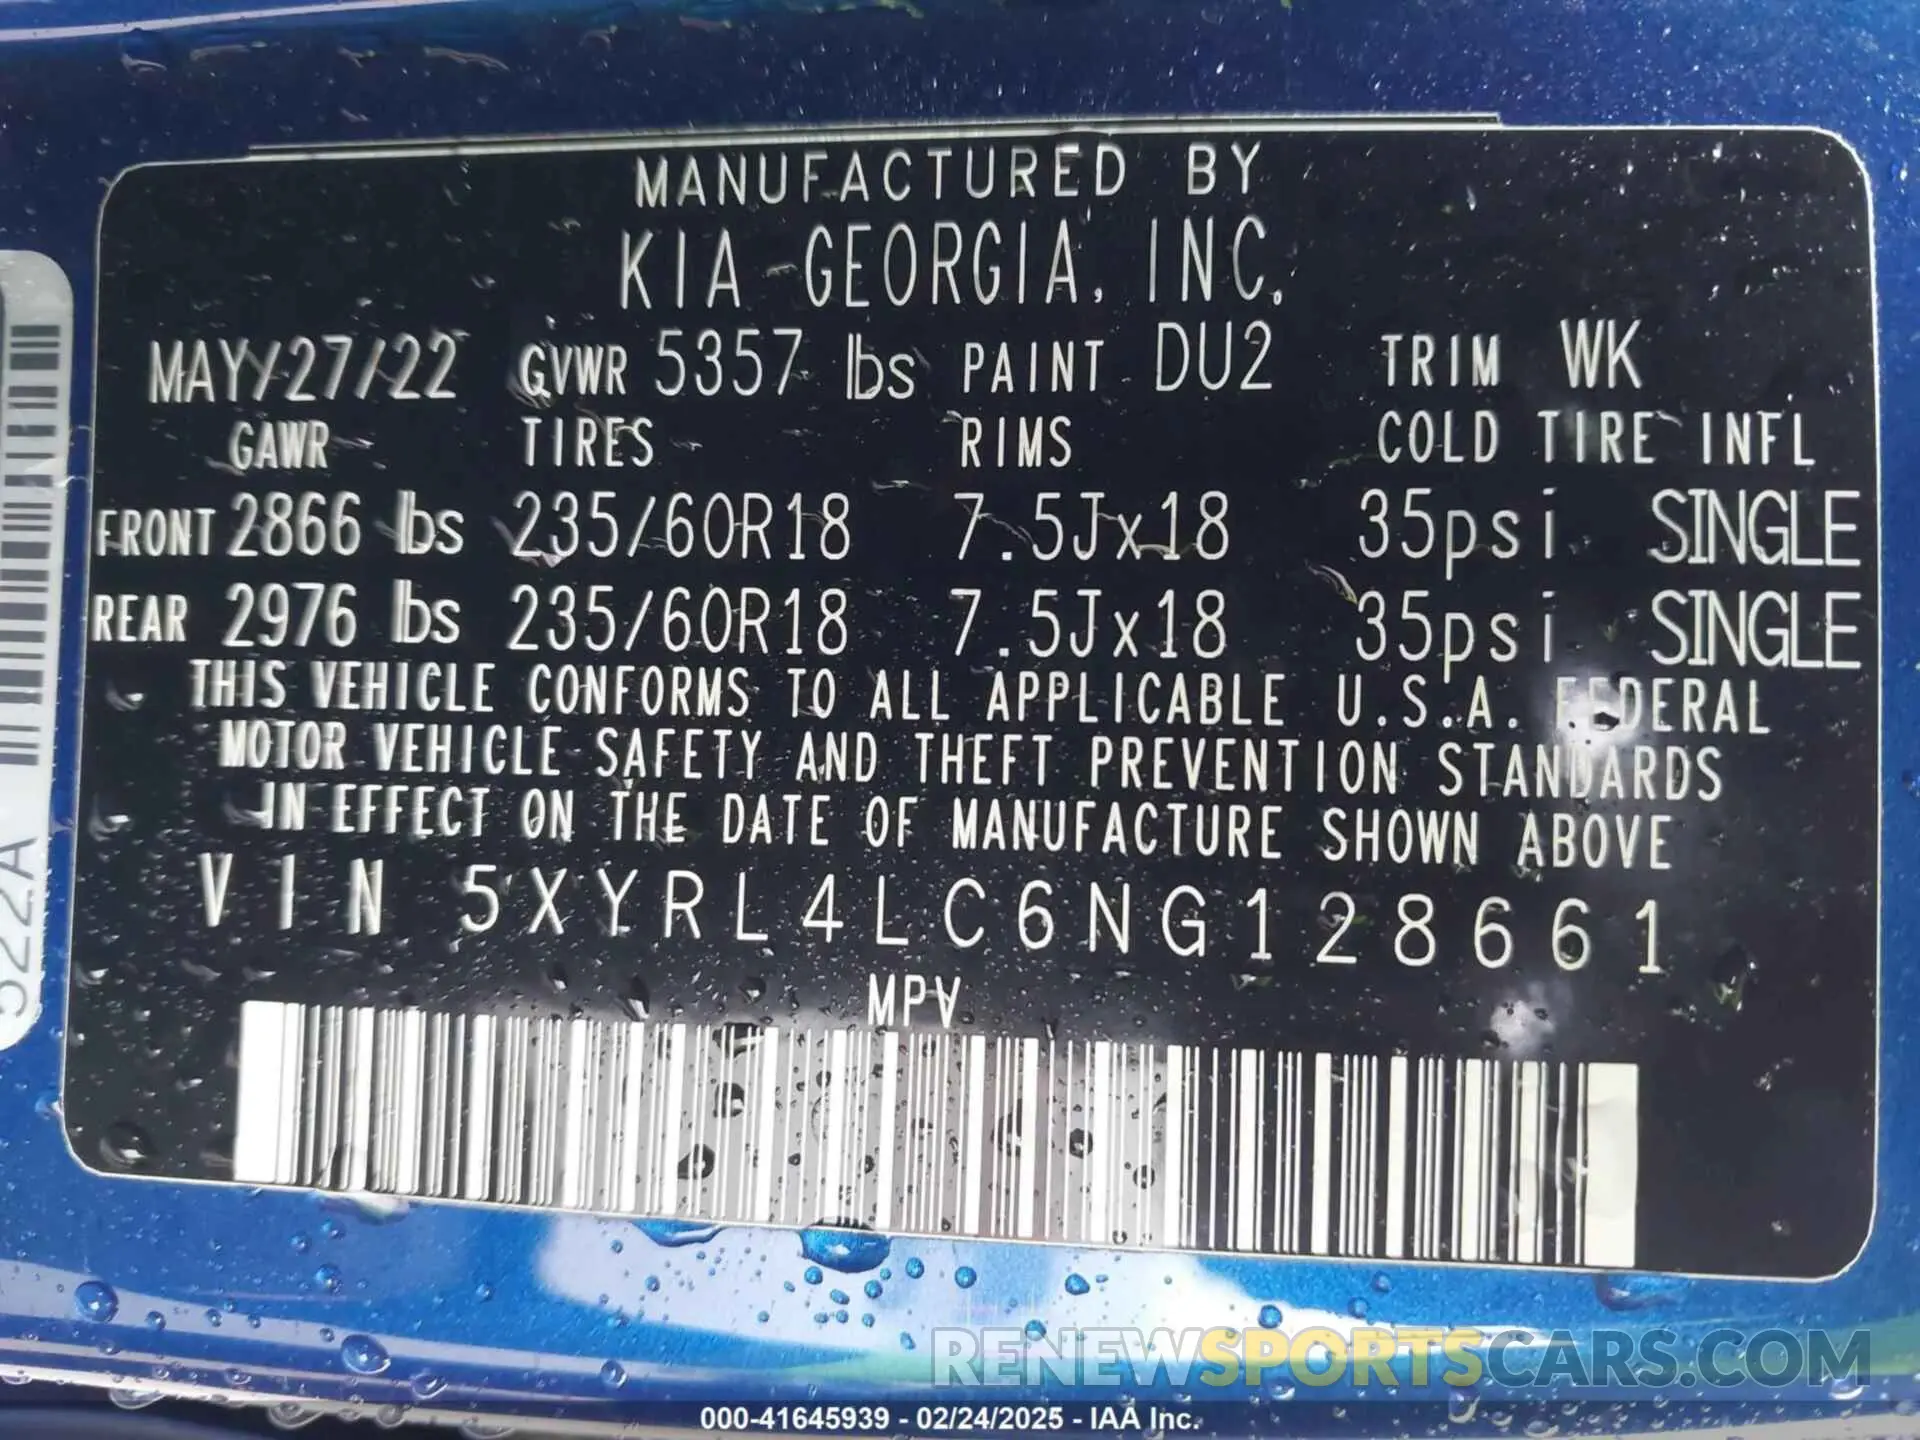 MANUFACTURED BY
KIA GEORGIA, INC.
MAY/27/22 GVWR 5357 lbs PAINT DU2 TRIM WK
GAWR TIRES RIMS COLD TIRE INFL
FRONT 2866 lbs 235/60R18 7.5Jx18 35psi SINGLE
REAR 2976 lbs 235/60R18 7.5Jx18 35psi SINGLE
THIS VEHICLE CONFORMS TO ALL APPLICABLE U.S.A. FEDERAL
MOTOR VEHICLE SAFETY AND THEFT PREVENTION STANDARDS
IN EFFECT ON THE DATE OF MANUFACTURE SHOWN ABOVE
VIN 5XYRL4LC6NG128661
MPV
522A
RENEWSPORTSCARS.COM
000-41645939 - 02/24/2025 - IAA Inc.